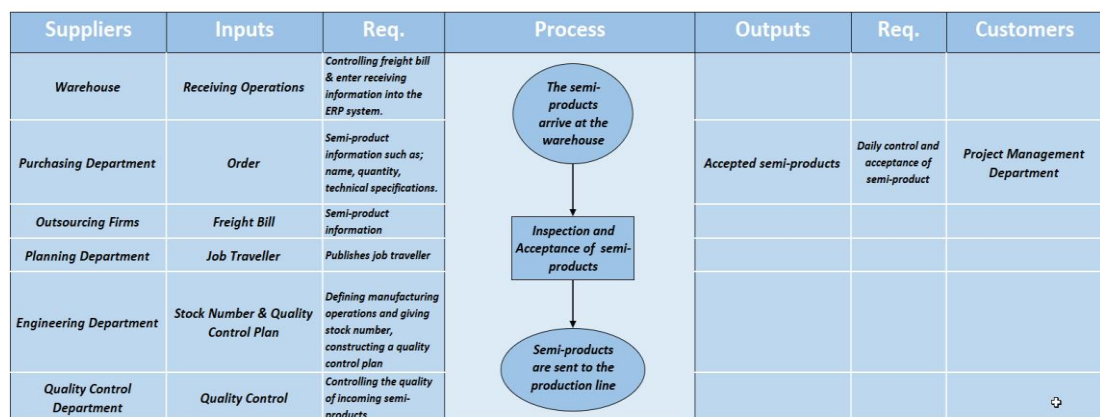 Suppliers Inputs Req. Process Outputs Req. Customers
Warehouse
Receiving Operations
Controlling freight bill
& enter receiving
information into the
ERP system.
Purchasing Department
Order
Semi-product
information such as;
name, quantity,
technical specifications.
Outsourcing Firms
Freight Bill
Semi-product
information
Planning Department
Job Traveller
Publishes job traveller
Engineering Department
Stock Number & Quality
Control Plan
Defining manufacturing
operations and giving
stock number,
constructing a quality
control plan
Quality Control
Department
Quality Control
Controlling the quality
of incoming semi-
products
The semi-
products
arrive at the
warehouse
Inspection and
Acceptance of semi-
products
Semi-products
are sent to the
production line
Accepted semi-products
Daily control and
acceptance of
semi-product
Project Management
Department